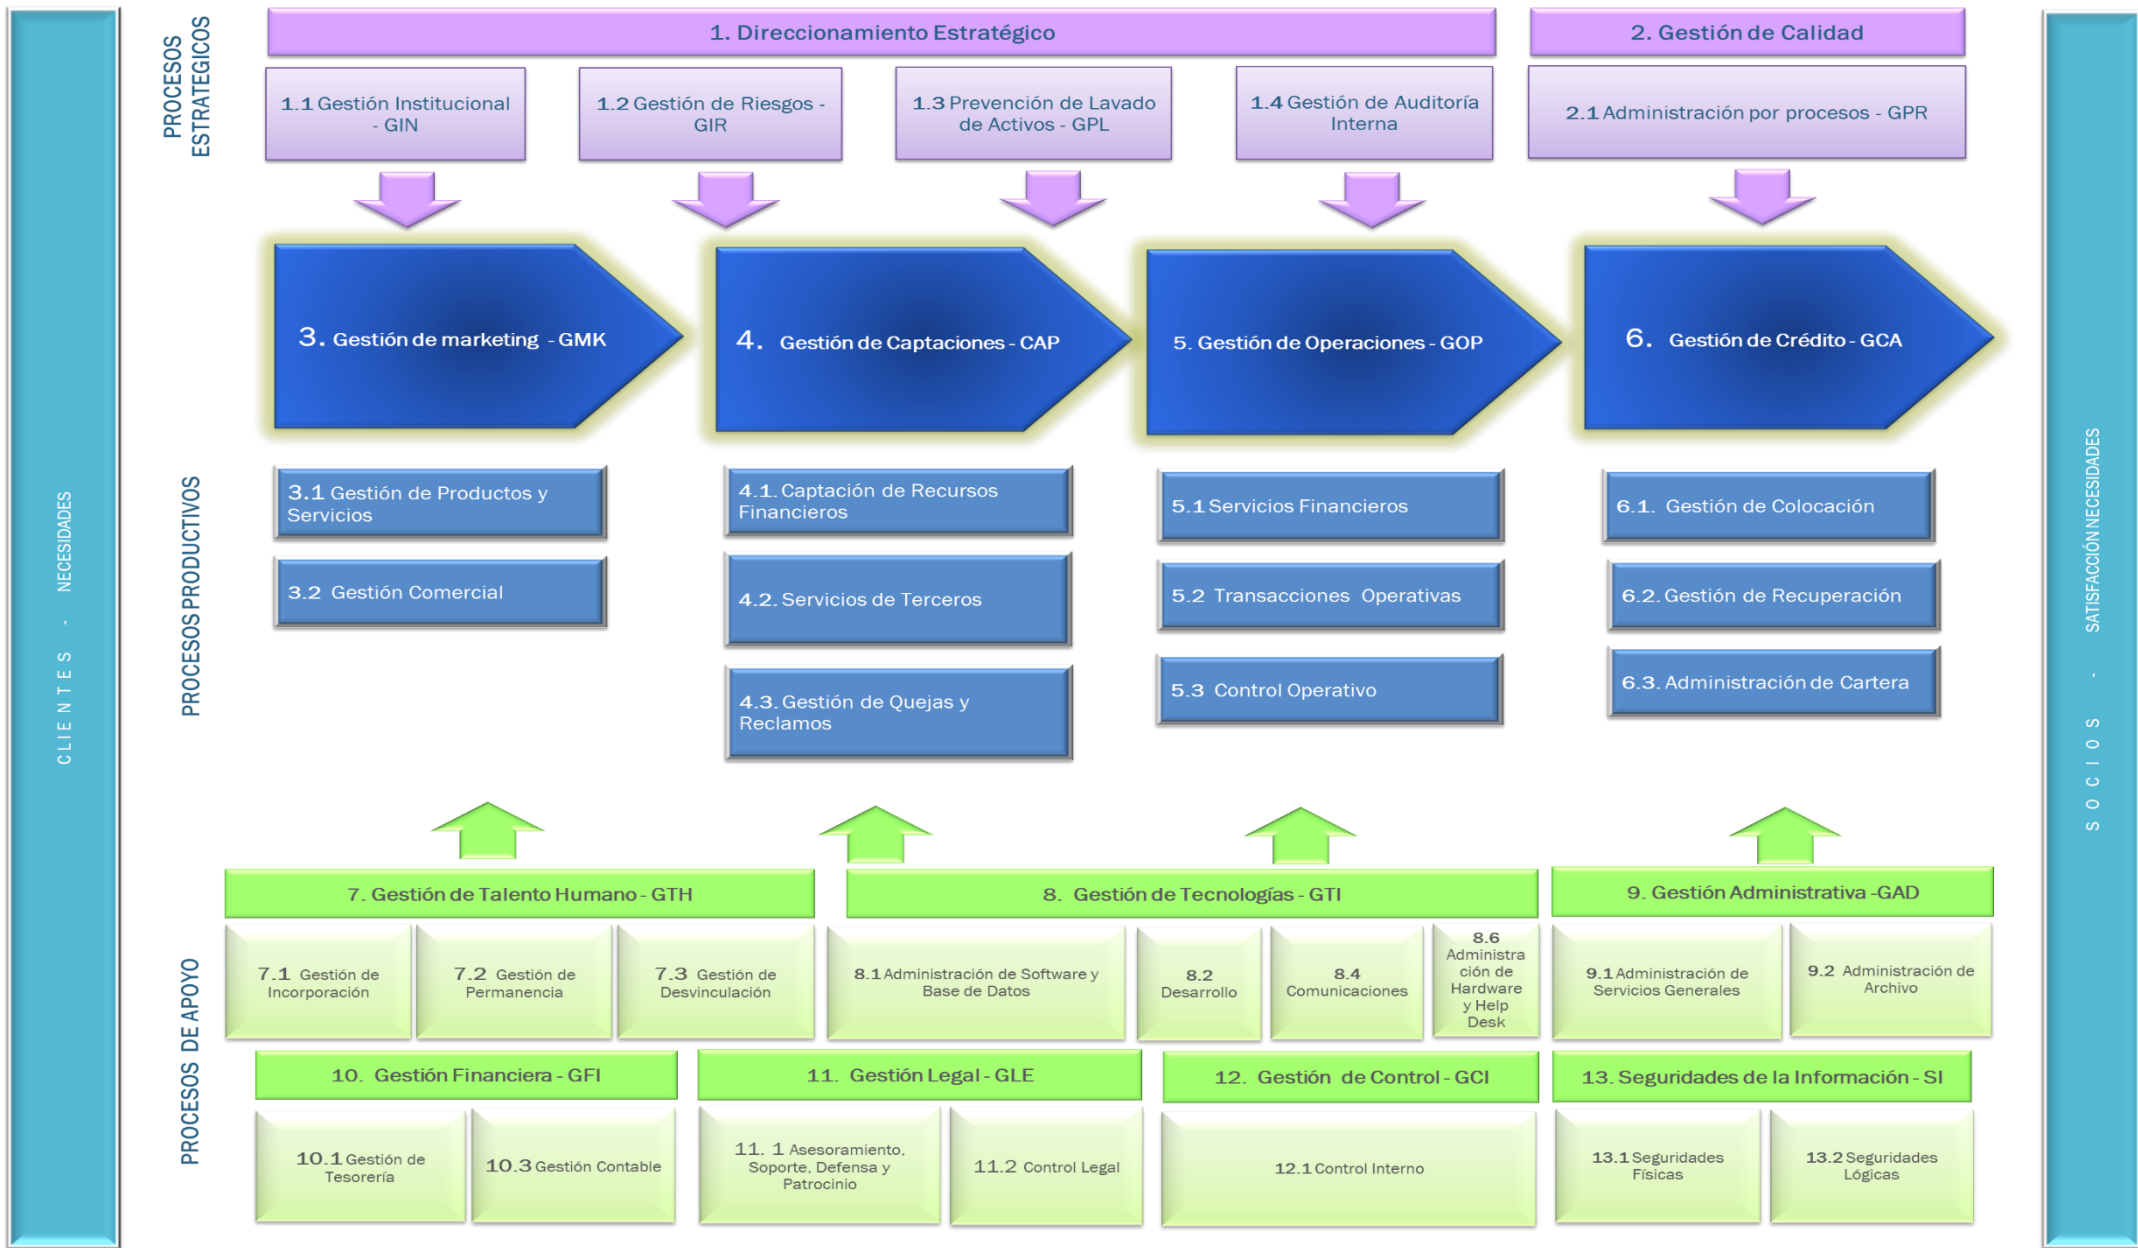 PROCESOS
ESTRATEGICOS
1. Direccionamiento Estratégico
2. Gestión de Calidad
1.1 Gestión Institucional
- GIN
1.2 Gestión de Riesgos -
GIR
1.3 Prevención de Lavado
de Activos - GPL
1.4 Gestión de Auditoría
Interna
2.1 Administración por procesos - GPR
CLIENTES - NECESIDADES
PROCESOS PRODUCTIVOS
3. Gestión de marketing - GMK
4. Gestión de Captaciones - CAP
5. Gestión de Operaciones - GOP
6. Gestión de Crédito - GCA
3.1 Gestión de Productos y
Servicios
3.2 Gestión Comercial
4.1. Captación de Recursos
Financieros
4.2. Servicios de Terceros
4.3. Gestión de Quejas y
Reclamos
5.1 Servicios Financieros
5.2 Transacciones Operativas
5.3 Control Operativo
6.1. Gestión de Colocación
6.2. Gestión de Recuperación
6.3. Administración de Cartera
SOCIOS - SATISFACCIÓN NECESIDADES
PROCESOS DE APOYO
7. Gestión de Talento Humano - GTH
8. Gestión de Tecnologías - GTI
9. Gestión Administrativa -GAD
7.1 Gestión de
Incorporación
7.2 Gestión de
Permanencia
7.3 Gestión de
Desvinculación
8.1 Administración de Software y
Base de Datos
8.2
Desarrollo
8.4
Comunicaciones
8.6
Administra
ción de
Hardware
y Help
Desk
9.1 Administración de
Servicios Generales
9.2 Administración de
Archivo
10. Gestión Financiera - GFI
11. Gestión Legal - GLE
12. Gestión de Control - GCI
13. Seguridades de la Información - SI
10.1 Gestión de
Tesorería
10.3 Gestión Contable
11. 1 Asesoramiento,
Soporte, Defensa y
Patrocinio
11.2 Control Legal
12.1 Control Interno
13.1 Seguridades
Físicas
13.2 Seguridades
Lógicas